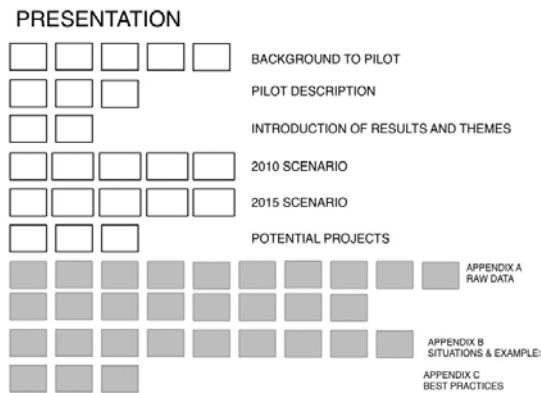 PRESENTATION
BACKGROUND TO PILOT
PILOT DESCRIPTION
INTRODUCTION OF RESULTS AND THEMES
2010 SCENARIO
2015 SCENARIO
POTENTIAL PROJECTS
APPENDIX A
RAW DATA
APPENDIX B
SITUATIONS & EXAMPLE:
APPENDIX C
BEST PRACTICES